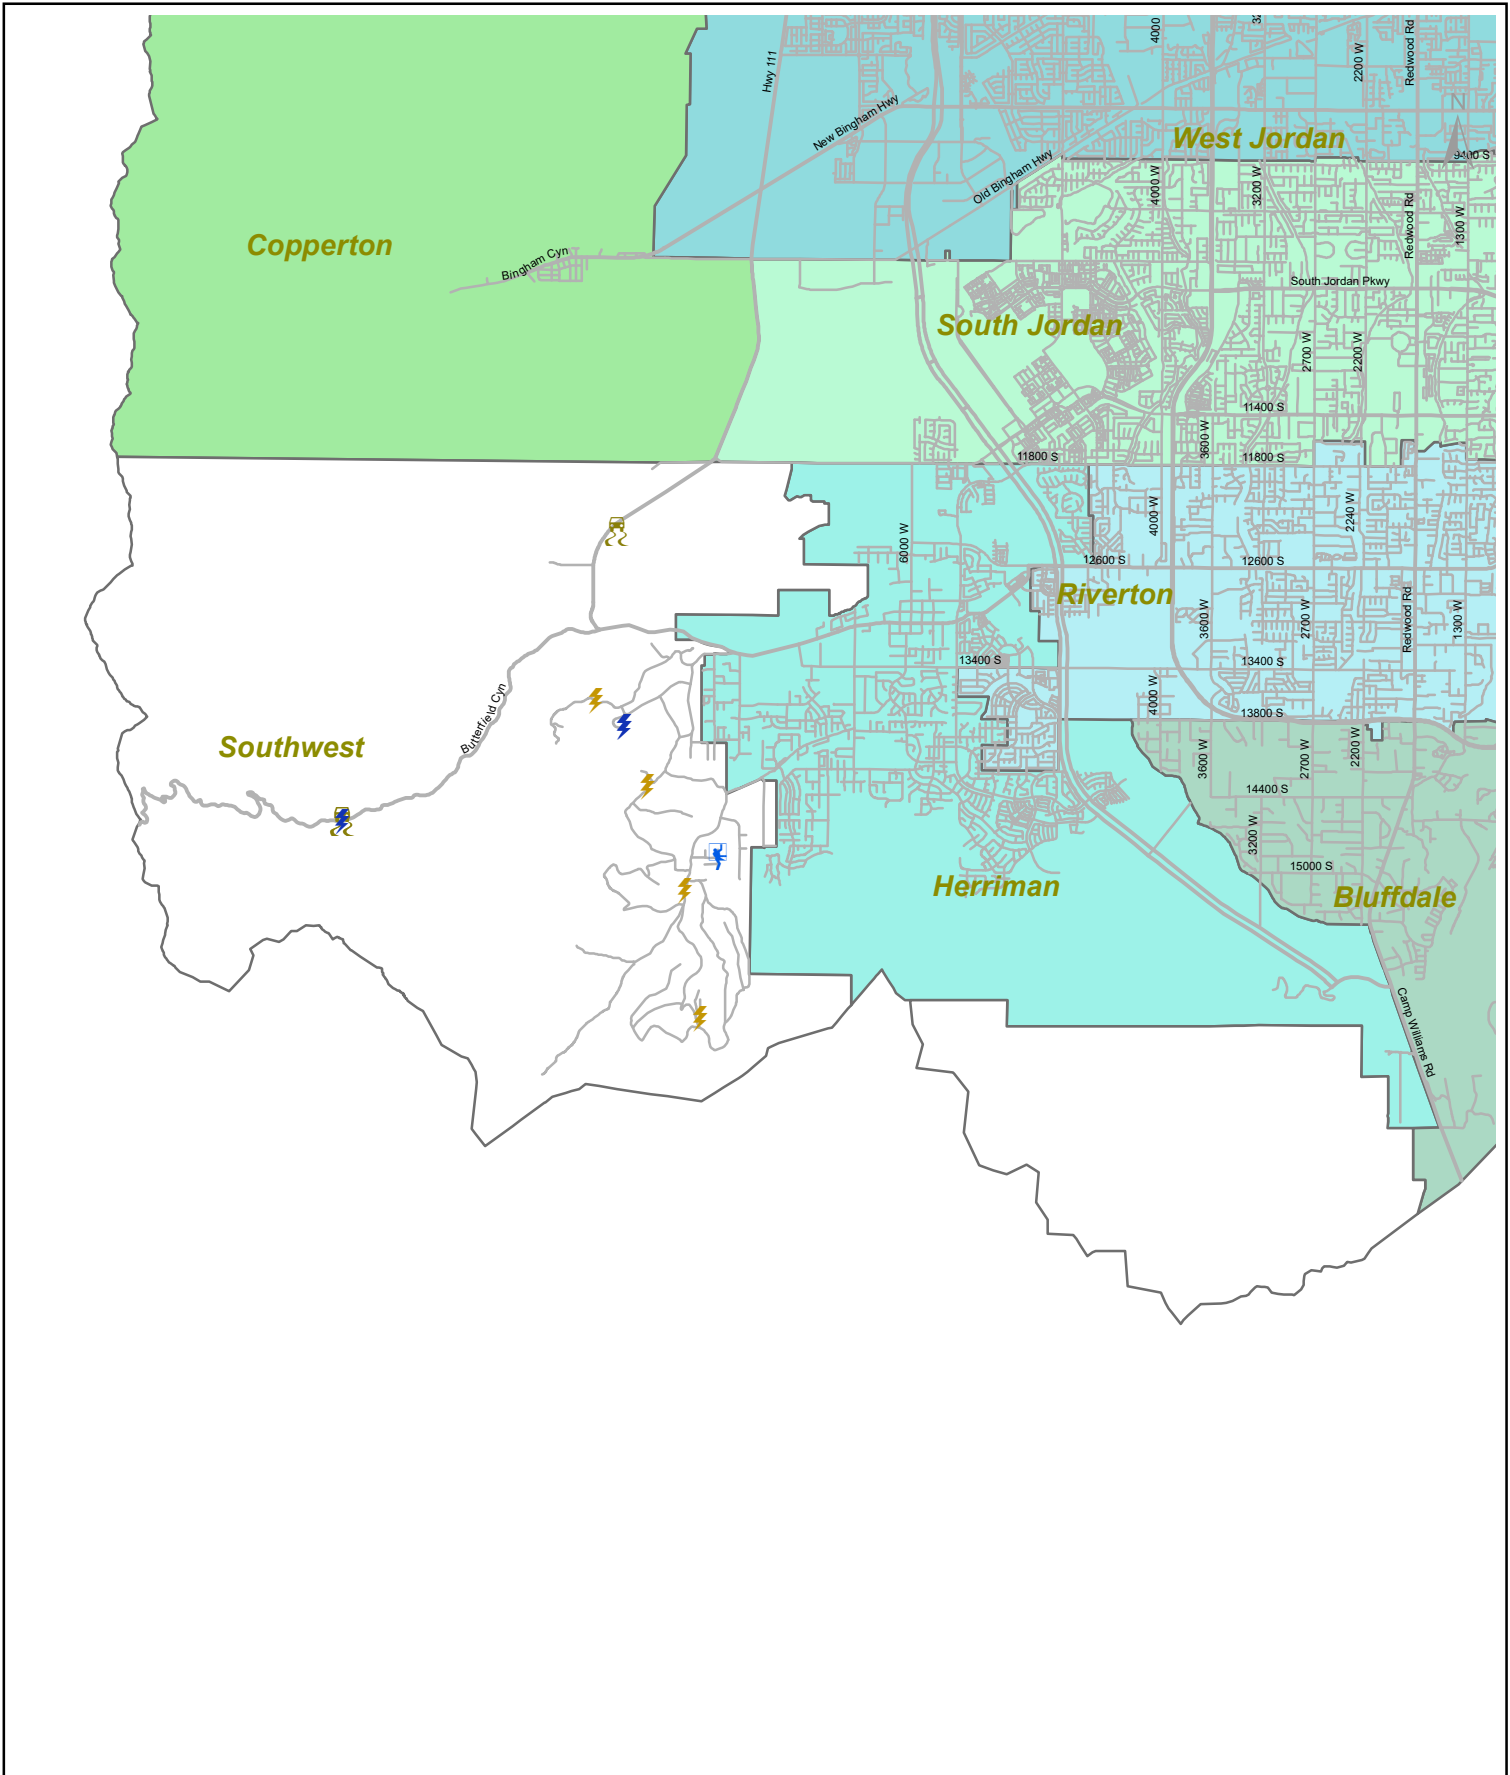 4000
32
2200 W
Redwood Rd
Hwy 111
New Bingham Hwy
N
West Jordan
9400 S
Old Bingham Hwy
4000 W
3200 W
Redwood Rd
1300 W
Copperton
Bingham Cyn
South Jordan Pkwy
South Jordan
2700 W
2200 W
11400 S
3600 W
11800 S
11800 S
4000 W
2240 W
6000 W
12600 S
12600 S
Riverton
3600 W
2700 W
Redwood Rd
1300 W
13400 S
13400 S
4000 W
13800 S
Butterfield Cyn
Southwest
3600 W
2700 W
2200 W
14400 S
3200 W
15000 S
Herriman
Bluffdale
Camp Williams Rd